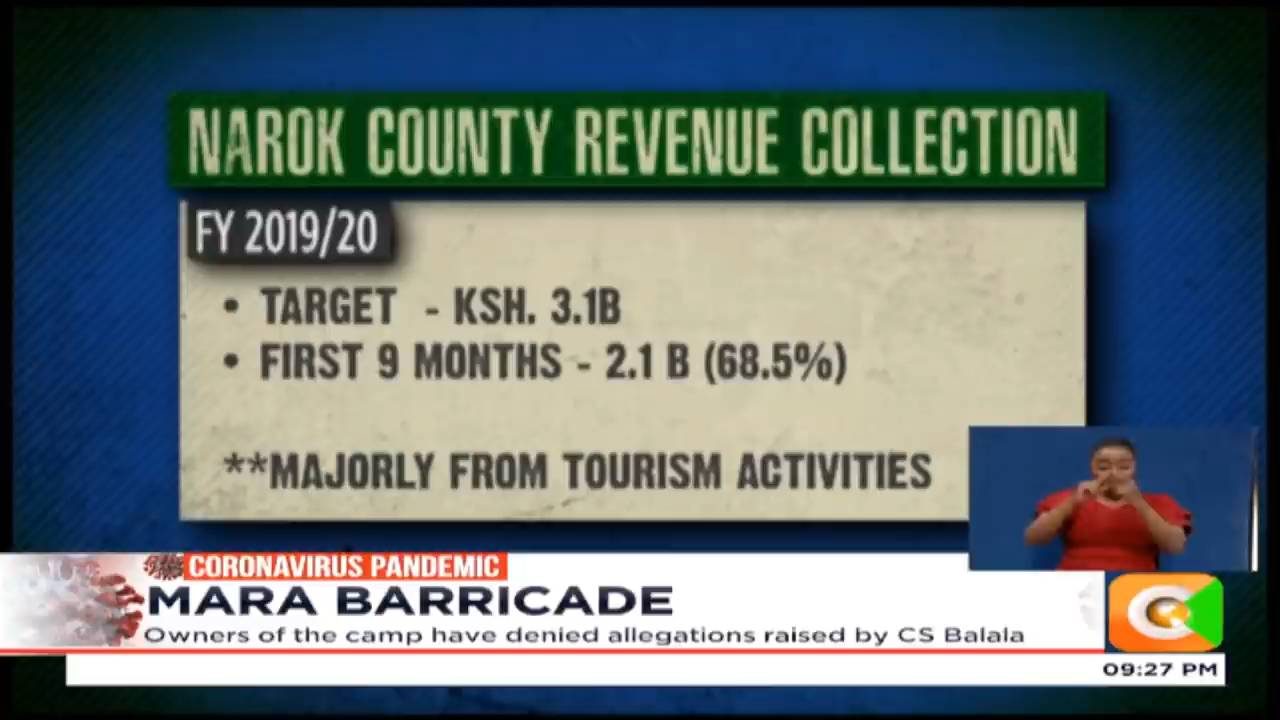 NAROK COUNTY REVENUE COLLECTION
FY 2019/20
• TARGET - KSH. 3.1B
• FIRST 9 MONTHS - 2.1 B (68.5%)
**MAJORLY FROM TOURISM ACTIVITIES
CORONAVIRUS PANDEMIC
MARA BARRICADE
Owners of the camp have denied allegations raised by CS Balala
09:27 PM